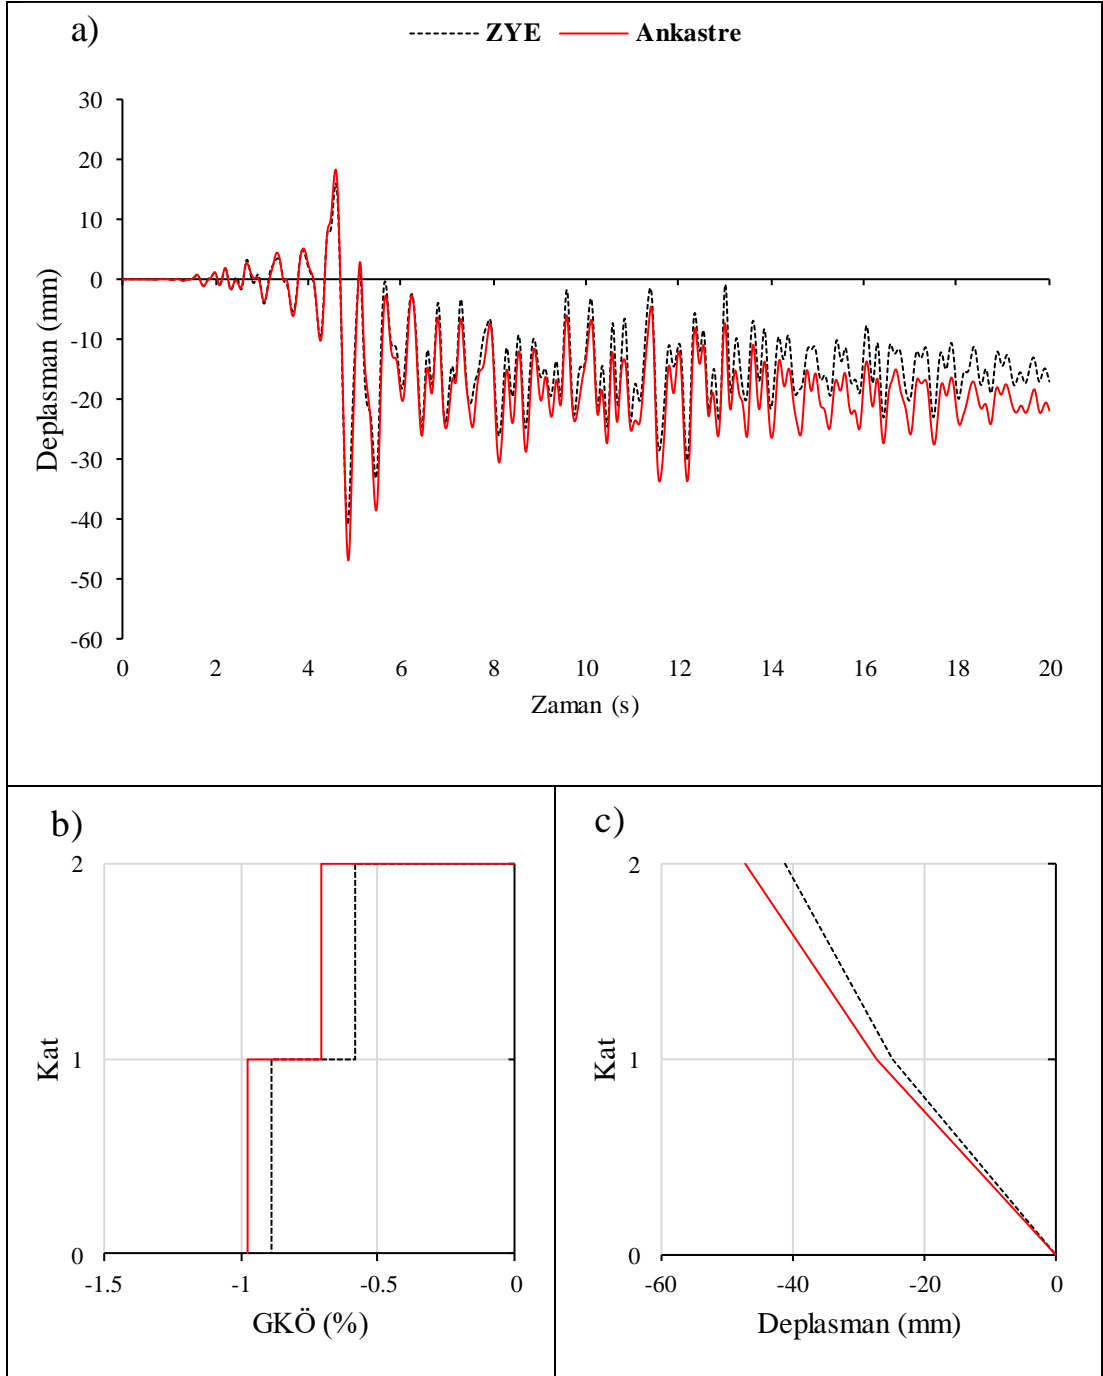 a)
ZYE Ankastre
30
20
10
0
-10
-20
-30
-40
-50
-60
Deplasman (mm)
0 2 4 6 8 10 12 14 16 18 20
Zaman (s)
b)
2
1
0
Kat
-1.5 -1 -0.5 0
GKÖ (%)
c)
2
1
0
Kat
-60 -40 -20 0
Deplasman (mm)